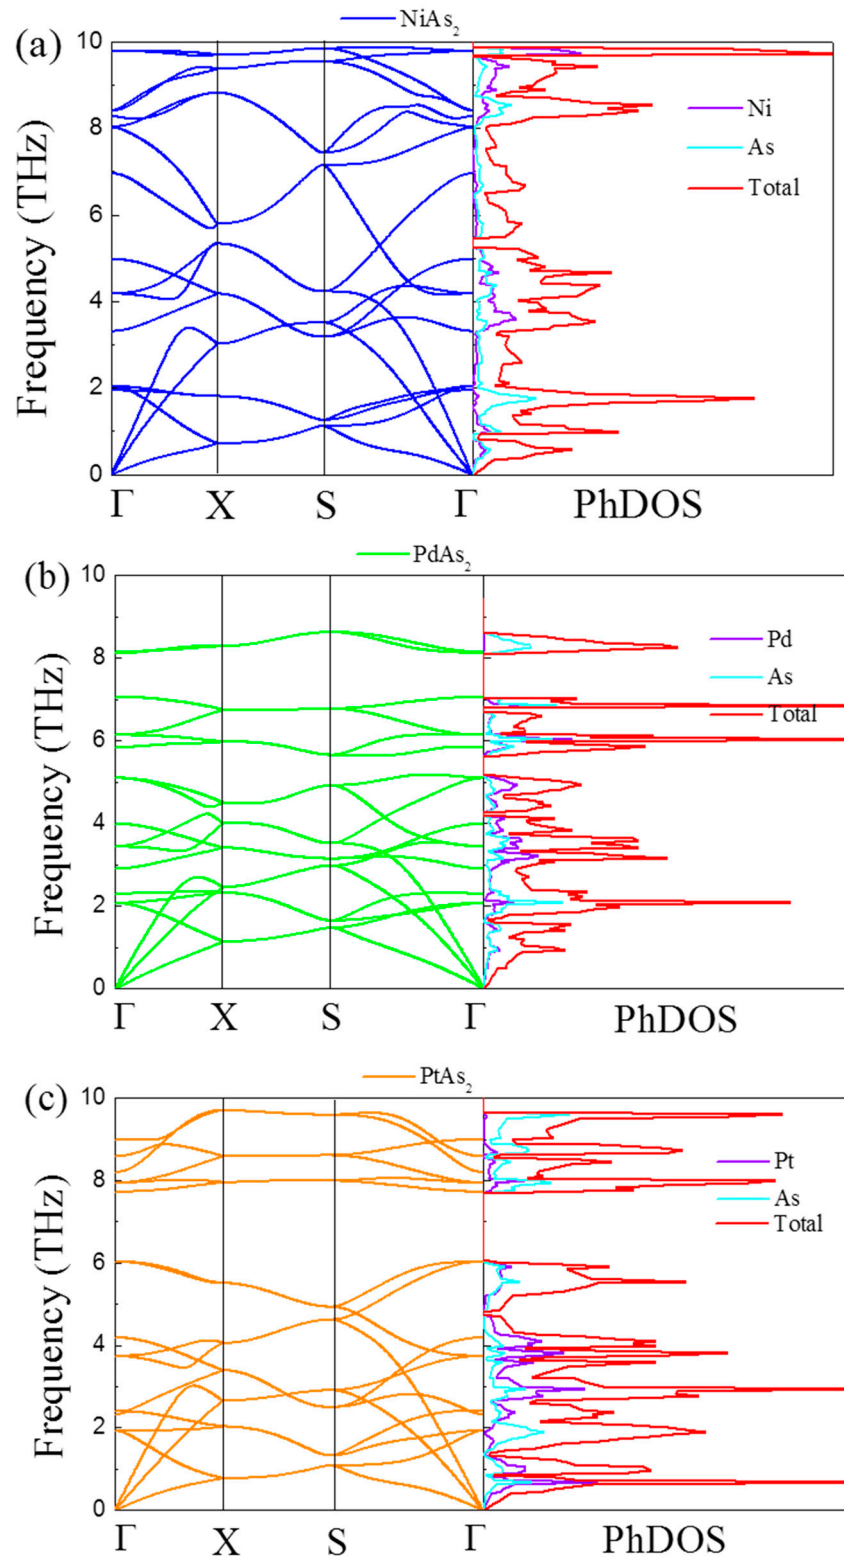 (a)
NiAs2
10
8
6
4
2
0
Frequency (THz)
Ni
As
Total
Γ X S Γ PhDOS
(b)
PdAs2
10
8
6
4
2
0
Frequency (THz)
Pd
As
Total
Γ X S Γ PhDOS
(c)
PtAs2
10
8
6
4
2
0
Frequency (THz)
Pt
As
Total
Γ X S Γ PhDOS